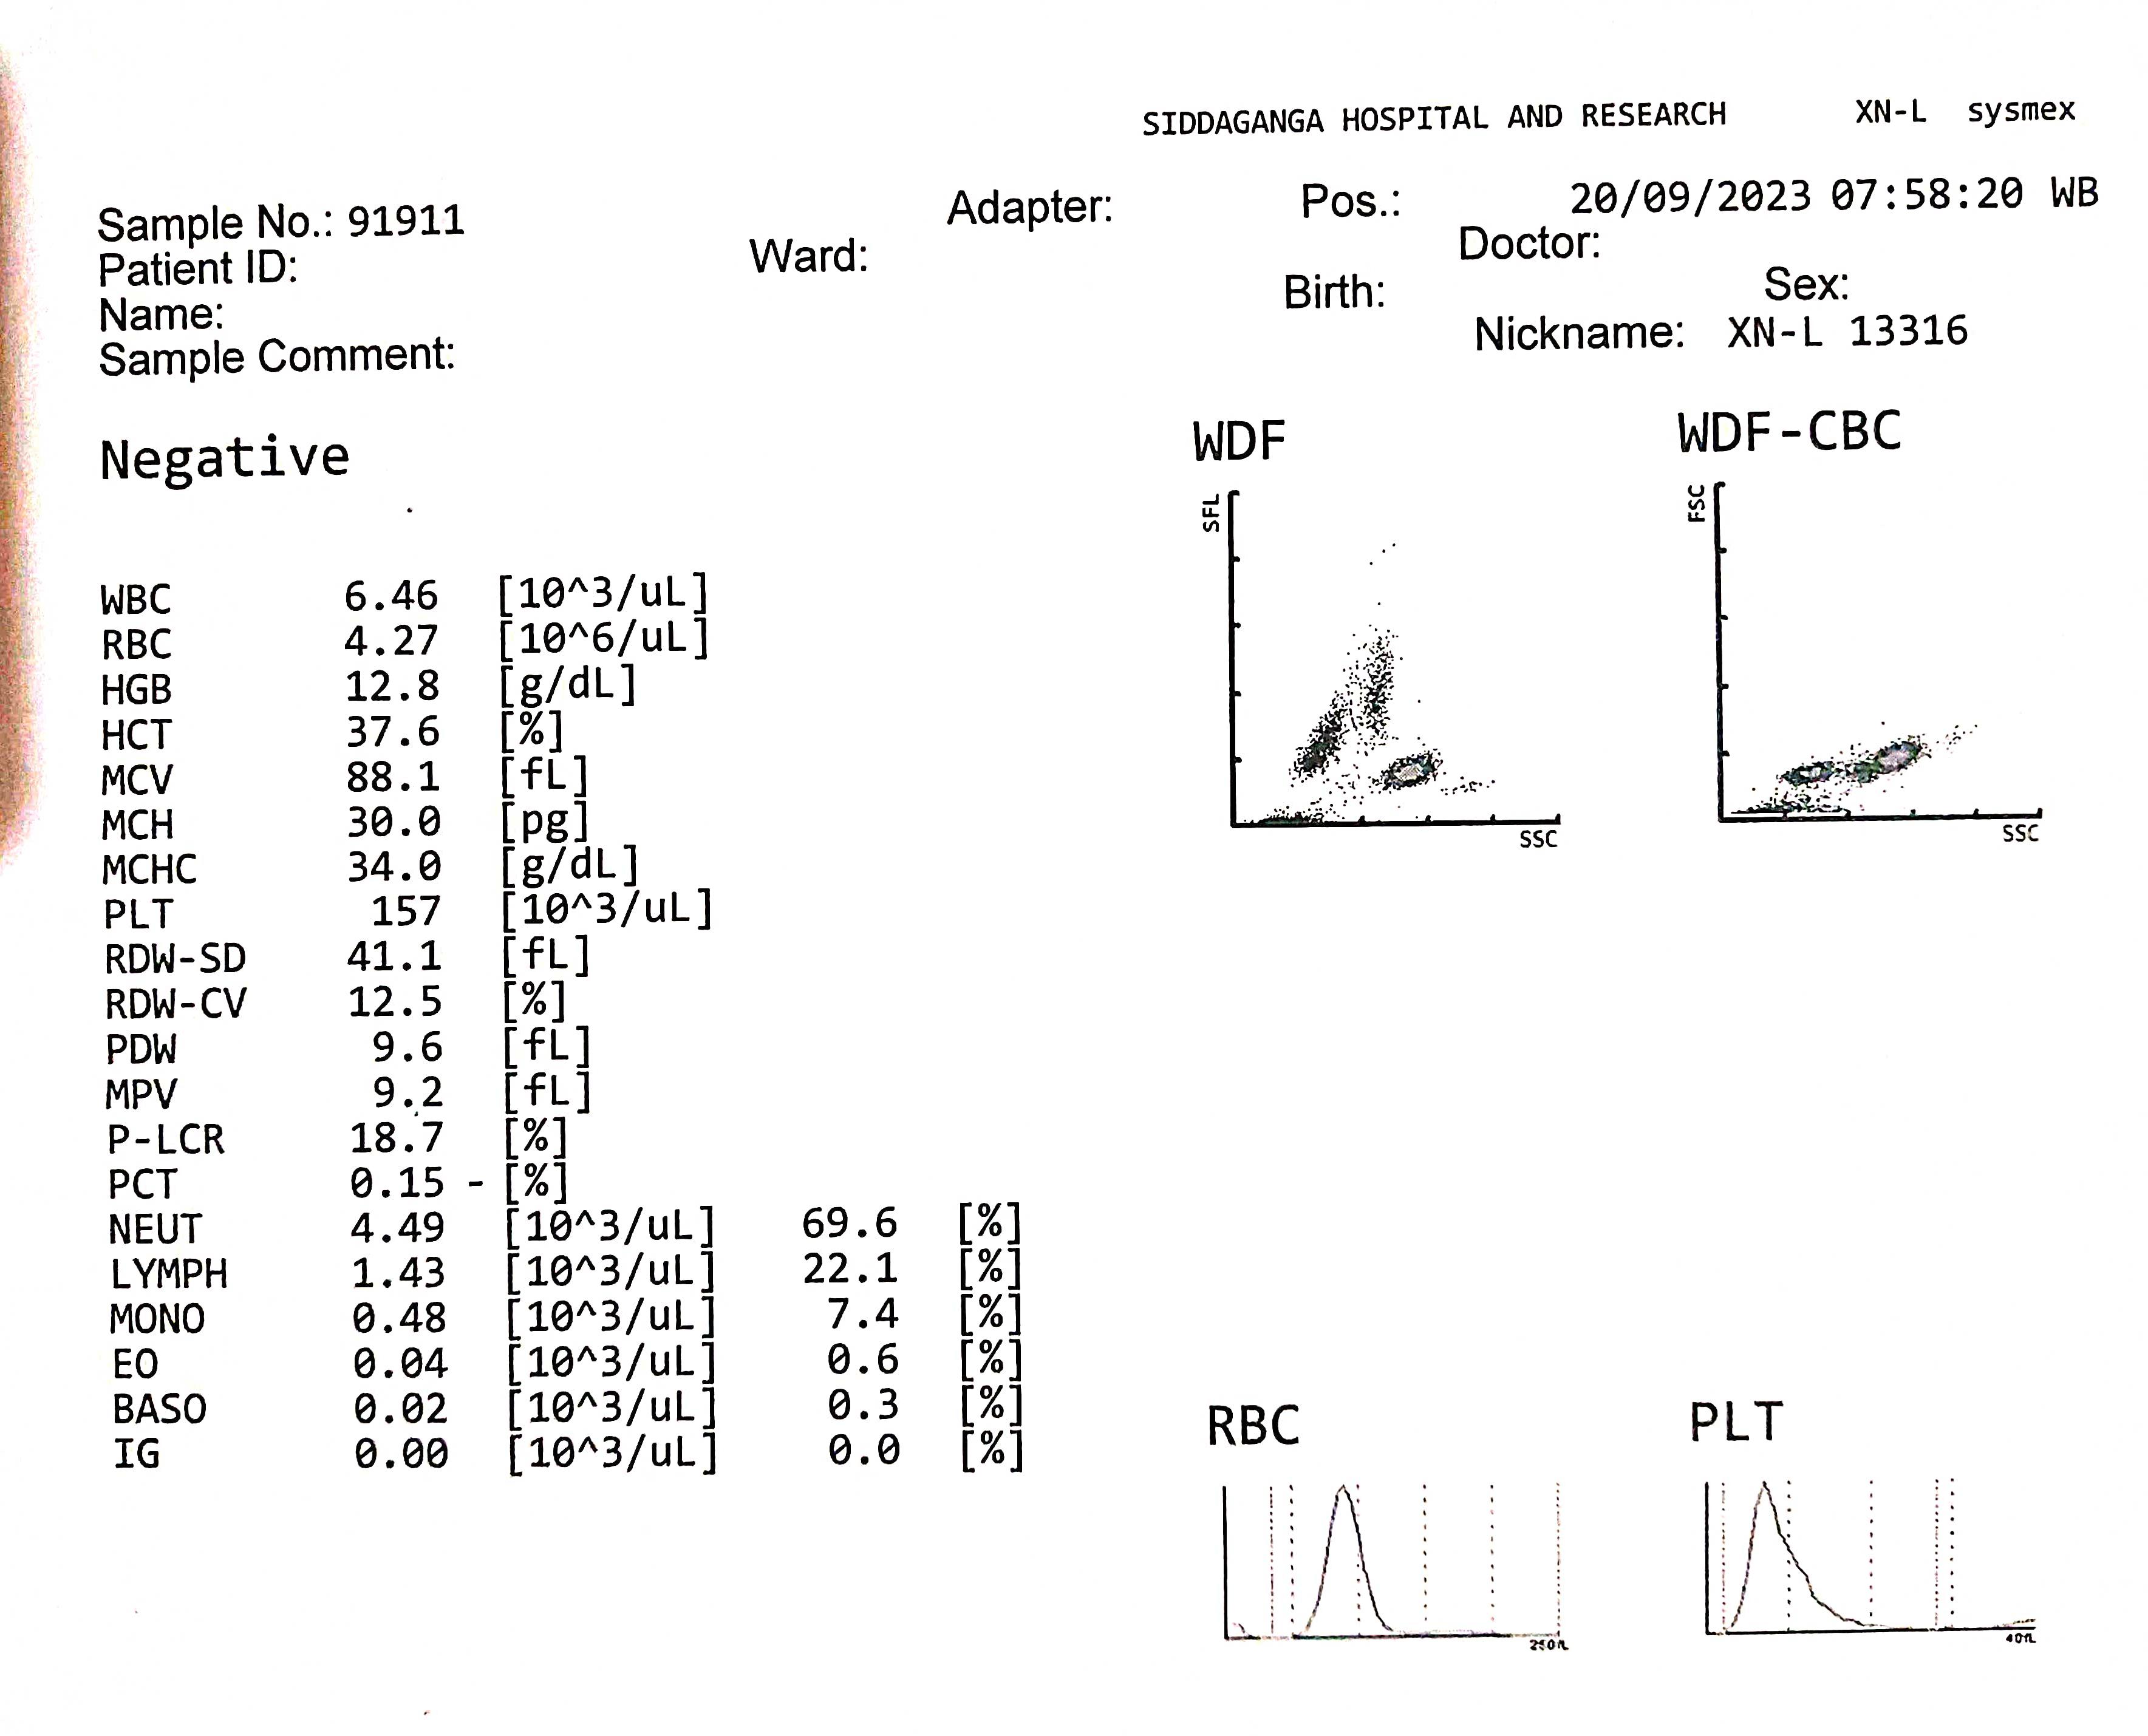 SIDDAGANGA HOSPITAL AND RESEARCH XN-L sysmex
Sample No.: 91911 Adapter: Pos.: 20/09/2023 07:58:20 WB
Patient ID: Ward: Doctor:
Name: Birth: Sex:
Sample Comment: Nickname: XN-L 13316
Negative
WDF WDF-CBC
SFL FSC
SSC SSC
WBC 6.46 [10^3/uL]
RBC 4.27 [10^6/uL]
HGB 12.8 [g/dL]
HCT 37.6 [%]
MCV 88.1 [fL]
MCH 30.0 [pg]
MCHC 34.0 [g/dL]
PLT 157 [10^3/uL]
RDW-SD 41.1 [fL]
RDW-CV 12.5 [%]
PDW 9.6 [fL]
MPV 9.2 [fL]
P-LCR 18.7 [%]
PCT 0.15 - [%]
NEUT 4.49 [10^3/uL] 69.6 [%]
LYMPH 1.43 [10^3/uL] 22.1 [%]
MONO 0.48 [10^3/uL] 7.4 [%]
EO 0.04 [10^3/uL] 0.6 [%]
BASO 0.02 [10^3/uL] 0.3 [%]
IG 0.00 [10^3/uL] 0.0 [%]
RBC PLT
250fL 40fL